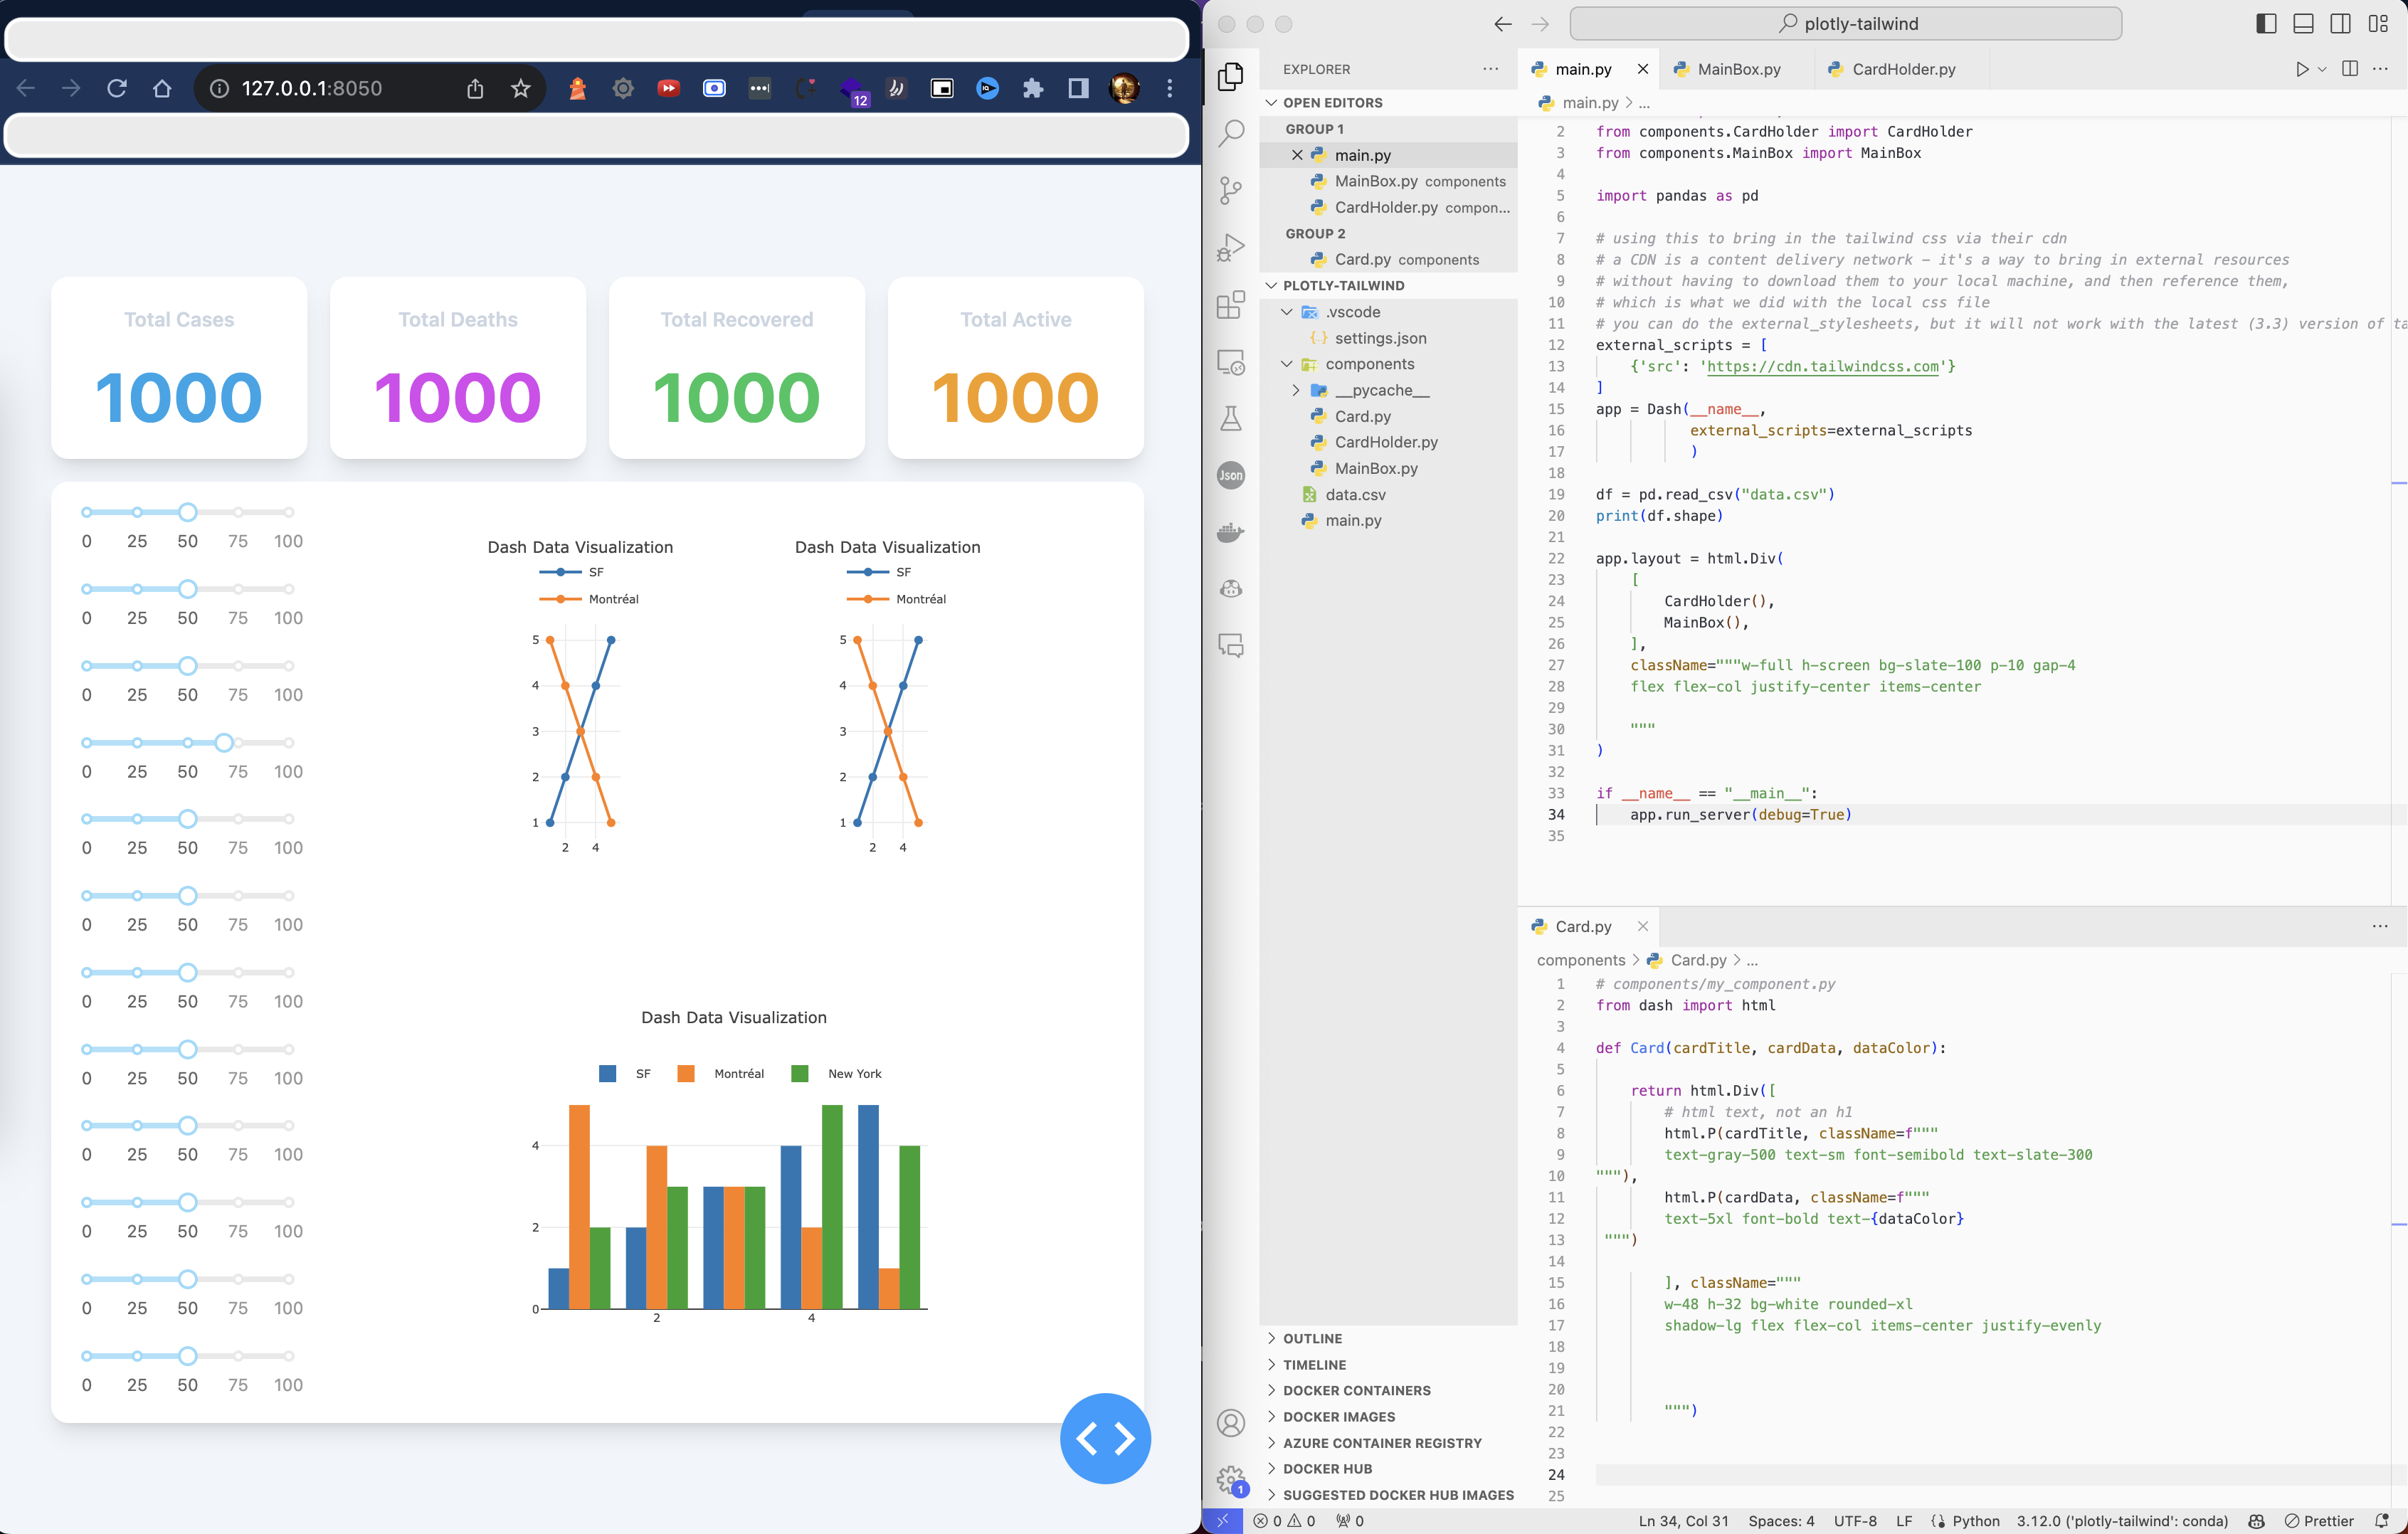 127.0.0.1:8050
12
Total Cases
1000
Total Deaths
1000
Total Recovered
1000
Total Active
1000
0 25 50 75 100
0 25 50 75 100
0 25 50 75 100
0 25 50 75 100
0 25 50 75 100
0 25 50 75 100
0 25 50 75 100
0 25 50 75 100
0 25 50 75 100
0 25 50 75 100
0 25 50 75 100
0 25 50 75 100
Dash Data Visualization
SF
Montréal
5
4
3
2
1
2 4
Dash Data Visualization
SF
Montréal
5
4
3
2
1
2 4
Dash Data Visualization
SF Montréal New York
4
2
0
2 4
plotly-tailwind
Json
1
EXPLORER
OPEN EDITORS
GROUP 1
main.py
MainBox.py components
CardHolder.py compon...
GROUP 2
Card.py components
PLOTLY-TAILWIND
.vscode
settings.json
components
__pycache__
Card.py
CardHolder.py
MainBox.py
data.csv
main.py
OUTLINE
TIMELINE
DOCKER CONTAINERS
DOCKER IMAGES
AZURE CONTAINER REGISTRY
DOCKER HUB
SUGGESTED DOCKER HUB IMAGES
main.py MainBox.py CardHolder.py
main.py > ...
2 from components.CardHolder import CardHolder
3 from components.MainBox import MainBox
4
5 import pandas as pd
6
7 # using this to bring in the tailwind css via their cdn
8 # a CDN is a content delivery network - it's a way to bring in external resources
9 # without having to download them to your local machine, and then reference them,
10 # which is what we did with the local css file
11 # you can do the external_stylesheets, but it will not work with the latest (3.3) version of ta
12 external_scripts = [
13 {'src': 'https://cdn.tailwindcss.com'}
14 ]
15 app = Dash(__name__,
16 external_scripts=external_scripts
17 )
18
19 df = pd.read_csv("data.csv")
20 print(df.shape)
21
22 app.layout = html.Div(
23 [
24 CardHolder(),
25 MainBox(),
26 ],
27 className="""w-full h-screen bg-slate-100 p-10 gap-4
28 flex flex-col justify-center items-center
29
30 """
31 )
32
33 if __name__ == "__main__":
34 app.run_server(debug=True)
35
Card.py
components > Card.py > ...
1 # components/my_component.py
2 from dash import html
3
4 def Card(cardTitle, cardData, dataColor):
5
6 return html.Div([
7 # html text, not an h1
8 html.P(cardTitle, className=f"""
9 text-gray-500 text-sm font-semibold text-slate-300
10 """),
11 html.P(cardData, className=f"""
12 text-5xl font-bold text-{dataColor}
13 """)
14
15 ], className="""
16 w-48 h-32 bg-white rounded-xl
17 shadow-lg flex flex-col items-center justify-evenly
18
19
20
21 """)
22
23
24
25
0 0 0 Ln 34, Col 31 Spaces: 4 UTF-8 LF Python 3.12.0 ('plotly-tailwind': conda) Prettier